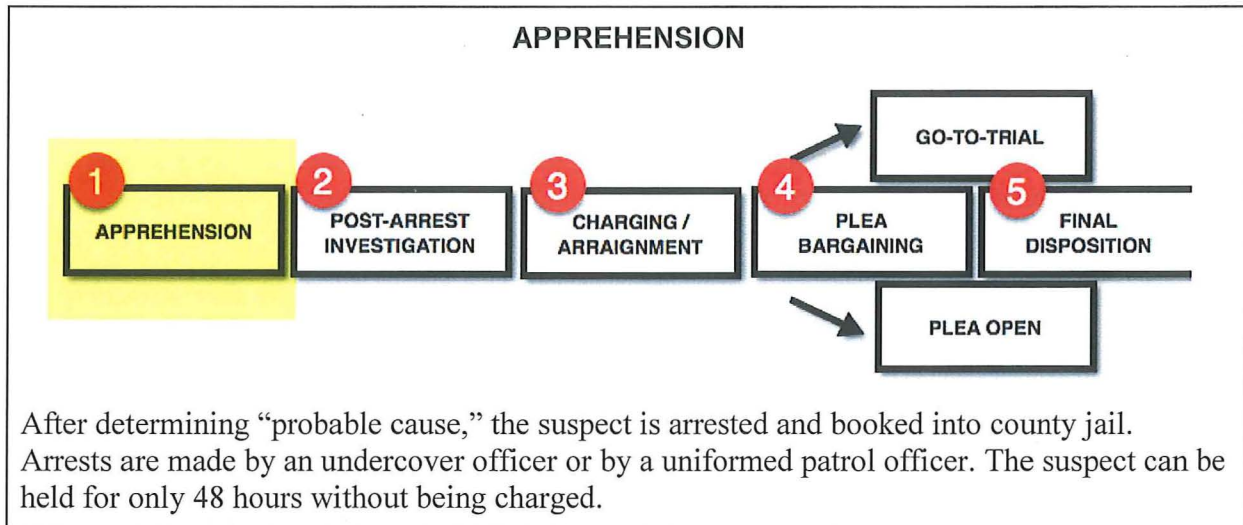 APPREHENSION
GO-TO-TRIAL
1
APPREHENSION
2
POST-ARREST
INVESTIGATION
3
CHARGING /
ARRAIGNMENT
4
PLEA
BARGAINING
5
FINAL
DISPOSITION
PLEA OPEN
After determining “probable cause,” the suspect is arrested and booked into county jail.
Arrests are made by an undercover officer or by a uniformed patrol officer. The suspect can be
held for only 48 hours without being charged.